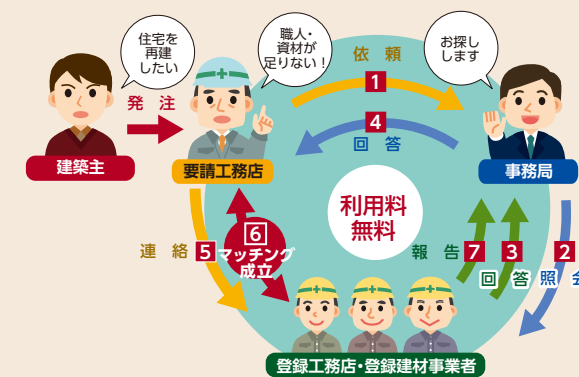 住宅を
再建
したい
職人・
資材が
足りない！
お探し
します
発注
依頼
1
4
回答
建築主
要請工務店
事務局
利用料
無料
連絡 5
6
マッチング
成立
報告 7
3
回答
2
照会
登録工務店・登録建材事業者